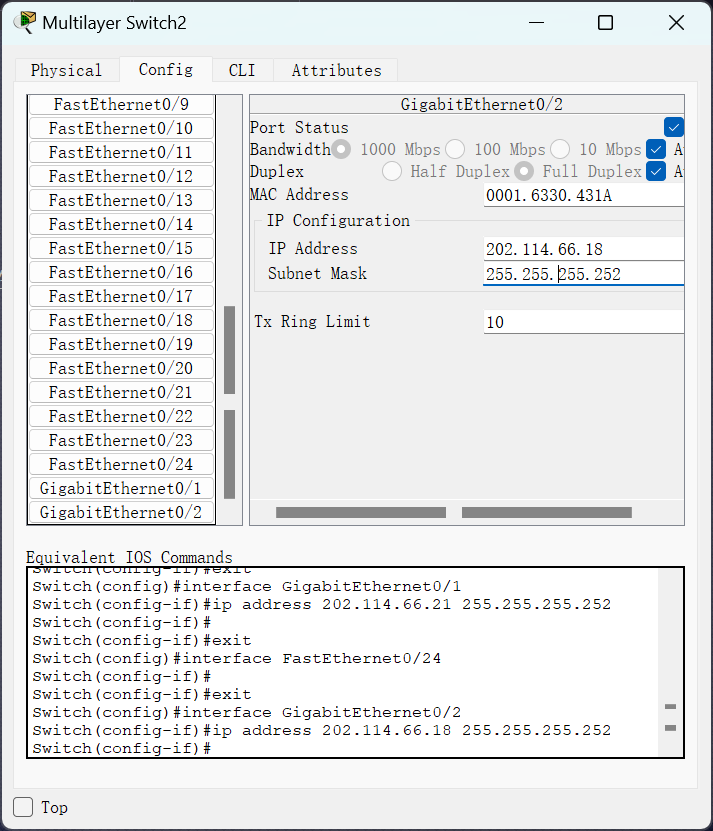 Multilayer Switch2
Physical Config CLI Attributes
FastEthernet0/9
FastEthernet0/10
FastEthernet0/11
FastEthernet0/12
FastEthernet0/13
FastEthernet0/14
FastEthernet0/15
FastEthernet0/16
FastEthernet0/17
FastEthernet0/18
FastEthernet0/19
FastEthernet0/20
FastEthernet0/21
FastEthernet0/22
FastEthernet0/23
FastEthernet0/24
GigabitEthernet0/1
GigabitEthernet0/2
GigabitEthernet0/2
Port Status
Bandwidth 1000 Mbps 100 Mbps 10 Mbps
Duplex Half Duplex Full Duplex
MAC Address 0001.6330.431A
IP Configuration
IP Address 202.114.66.18
Subnet Mask 255.255.255.252
Tx Ring Limit 10
Equivalent IOS Commands
Switch(config-if)#exit
Switch(config)#interface GigabitEthernet0/1
Switch(config-if)#ip address 202.114.66.21 255.255.255.252
Switch(config-if)#
Switch(config-if)#exit
Switch(config)#interface FastEthernet0/24
Switch(config-if)#
Switch(config-if)#exit
Switch(config)#interface GigabitEthernet0/2
Switch(config-if)#ip address 202.114.66.18 255.255.255.252
Switch(config-if)#
Top